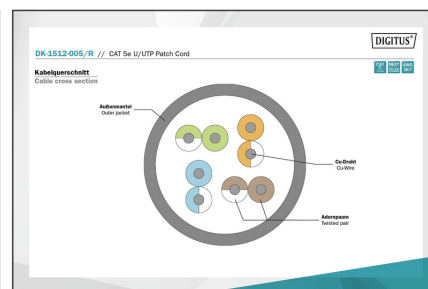 DIGITUS®
DK-1512-005/R // CAT 5e U/UTP Patch Cord
Kabelquerschnitt
Cable cross section
Außenmantel
Outer jacket
Cu-Draht
Cu-Wire
Adernpaare
Twisted pair